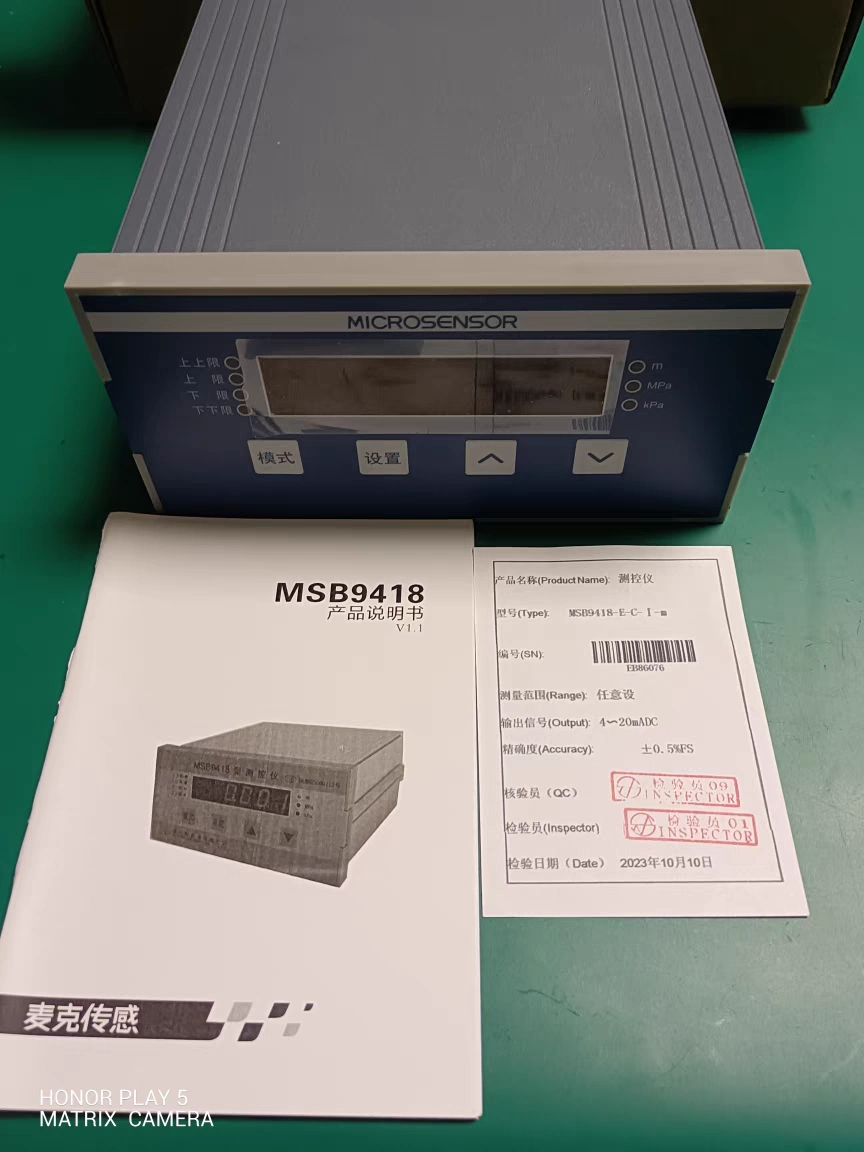 MICROSENSOR
上上限
上 限
下 限
下下限
m
MPa
kPa
模式
设置
MSB9418
产品说明书
V1.1
MSB9418 型 测 控 仪
麦克传感
产品名称(Product Name): 测控仪
型号(Type): MSB9418-E-C-I-m
编号(SN):
EB86076
测量范围(Range): 任意设
输出信号(Output): 4～20mADC
精确度(Accuracy): ±0.5%FS
核验员（QC）
检验员09
INSPECTOR
检验员(Inspector)
检验员01
INSPECTOR
检验日期（Date） 2023年10月10日
HONOR PLAY 5
MATRIX CAMERA